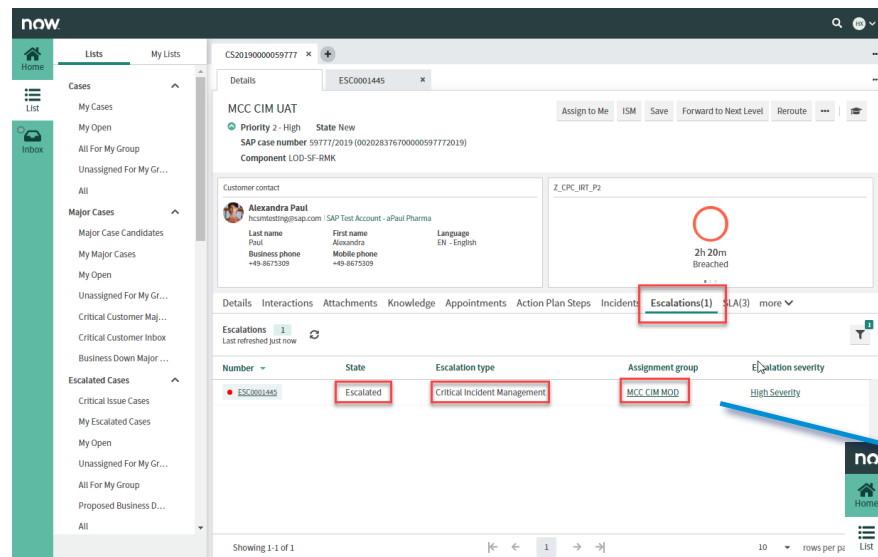 now.
HX
Home
List
Inbox
Lists My Lists
Cases
My Cases
My Open
All For My Group
Unassigned For My Gr...
All
Major Cases
Major Case Candidates
My Major Cases
My Open
Unassigned For My Gr...
Critical Customer Maj...
Critical Customer Inbox
Business Down Major ...
Escalated Cases
Critical Issue Cases
My Escalated Cases
My Open
Unassigned For My Gr...
All For My Group
Proposed Business D...
All
CS20190000059777 × +
Details ESC0001445 ×
MCC CIM UAT
Assign to Me ISM Save Forward to Next Level Reroute •••
Priority 2 - High State New
SAP case number 59777/2019 (002028376700000597772019)
Component LOD-SF-RMK
Customer contact
Alexandra Paul
hcsmtesting@sap.com | SAP Test Account - aPaul Pharma
Last name First name Language
Paul Alexandra EN - English
Business phone Mobile phone
+49-8675309 +49-8675309
Z_CPC_IRT_P2
2h 20m
Breached
Details Interactions Attachments Knowledge Appointments Action Plan Steps Incidents Escalations(1) SLA(3) more
Escalations 1
Last refreshed just now
1
Number State Escalation type Assignment group Escalation severity
ESC0001445 Escalated Critical Incident Management MCC CIM MOD High Severity
Showing 1-1 of 1 1 10 rows per pa
no
Home
List